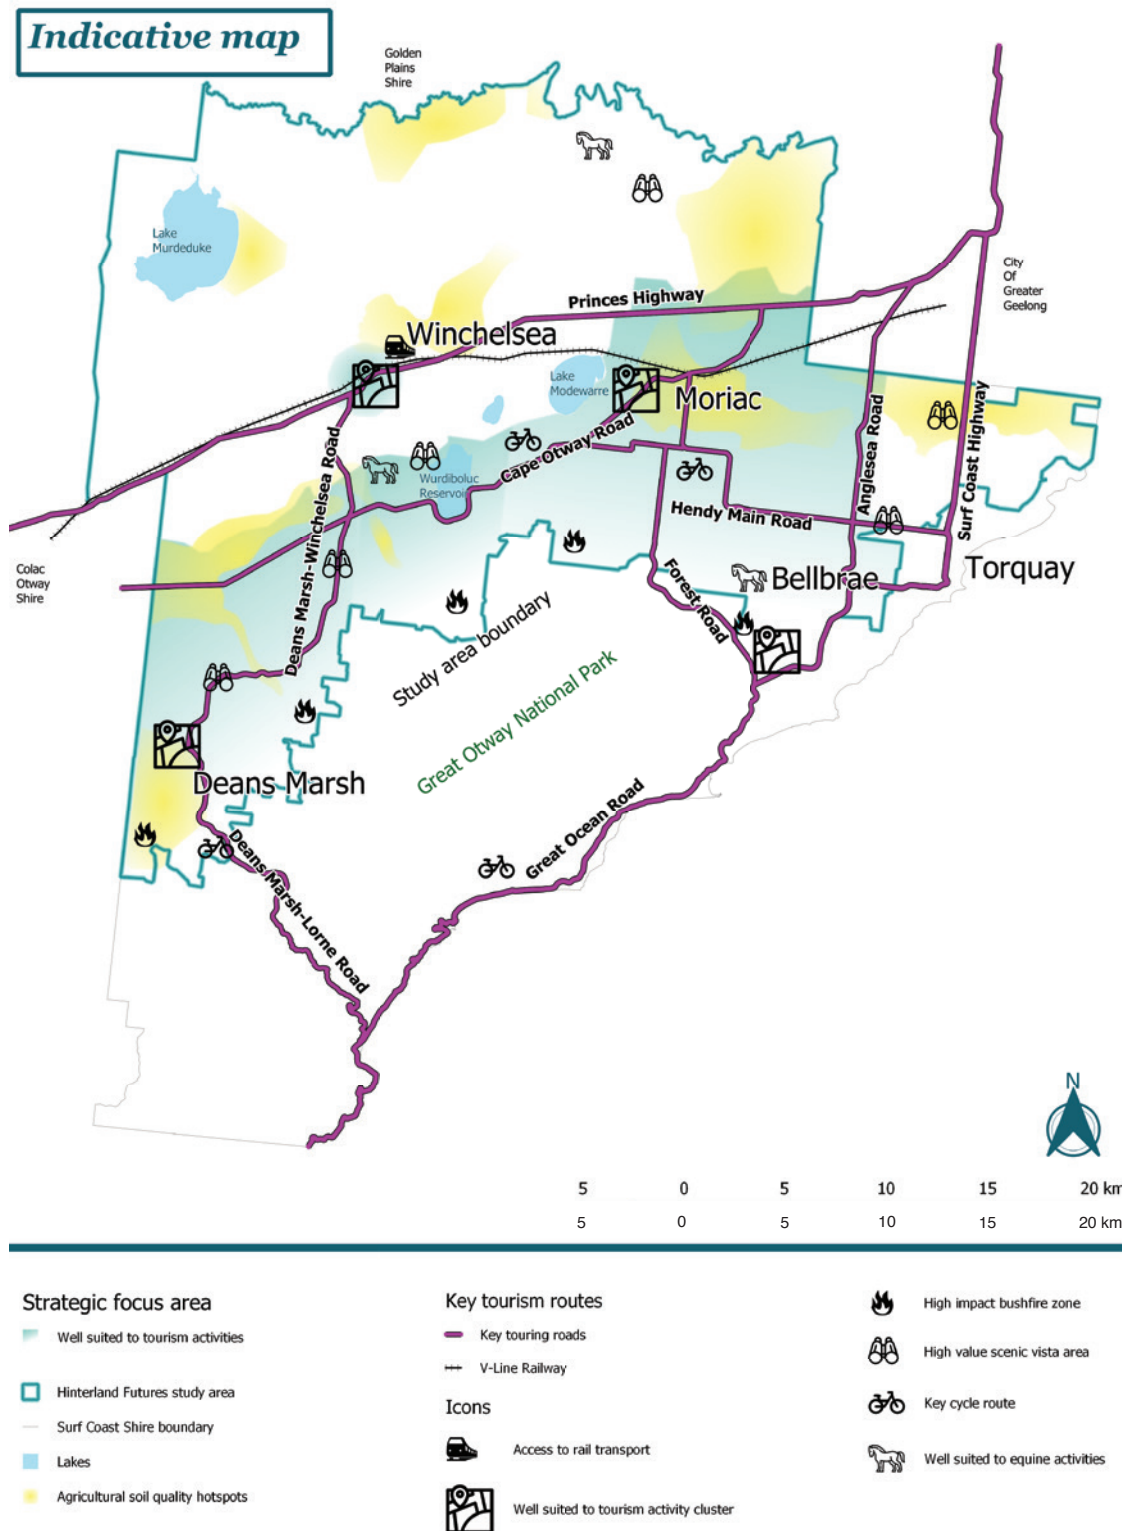 Indicative map
Golden
Plains
Shire
Lake
Murdeduke
City
Of
Greater
Geelong
Princes Highway
Winchelsea
Lake
Modewarre
Moriac
Cape Otway Road
Anglesea Road
Surf Coast Highway
Wurdiboluc
Reservoir
Deans Marsh-Winchelsea Road
Hendy Main Road
Colac
Otway
Shire
Forest Road
Bellbrae
Torquay
Study area boundary
Great Otway National Park
Deans Marsh
Great Ocean Road
Deans Marsh-Lorne Road
N
5 0 5 10 15 20 km
5 0 5 10 15 20 km
Strategic focus area
Well suited to tourism activities
Hinterland Futures study area
Surf Coast Shire boundary
Lakes
Agricultural soil quality hotspots
Key tourism routes
Key touring roads
V-Line Railway
Icons
Access to rail transport
Well suited to tourism activity cluster
High impact bushfire zone
High value scenic vista area
Key cycle route
Well suited to equine activities